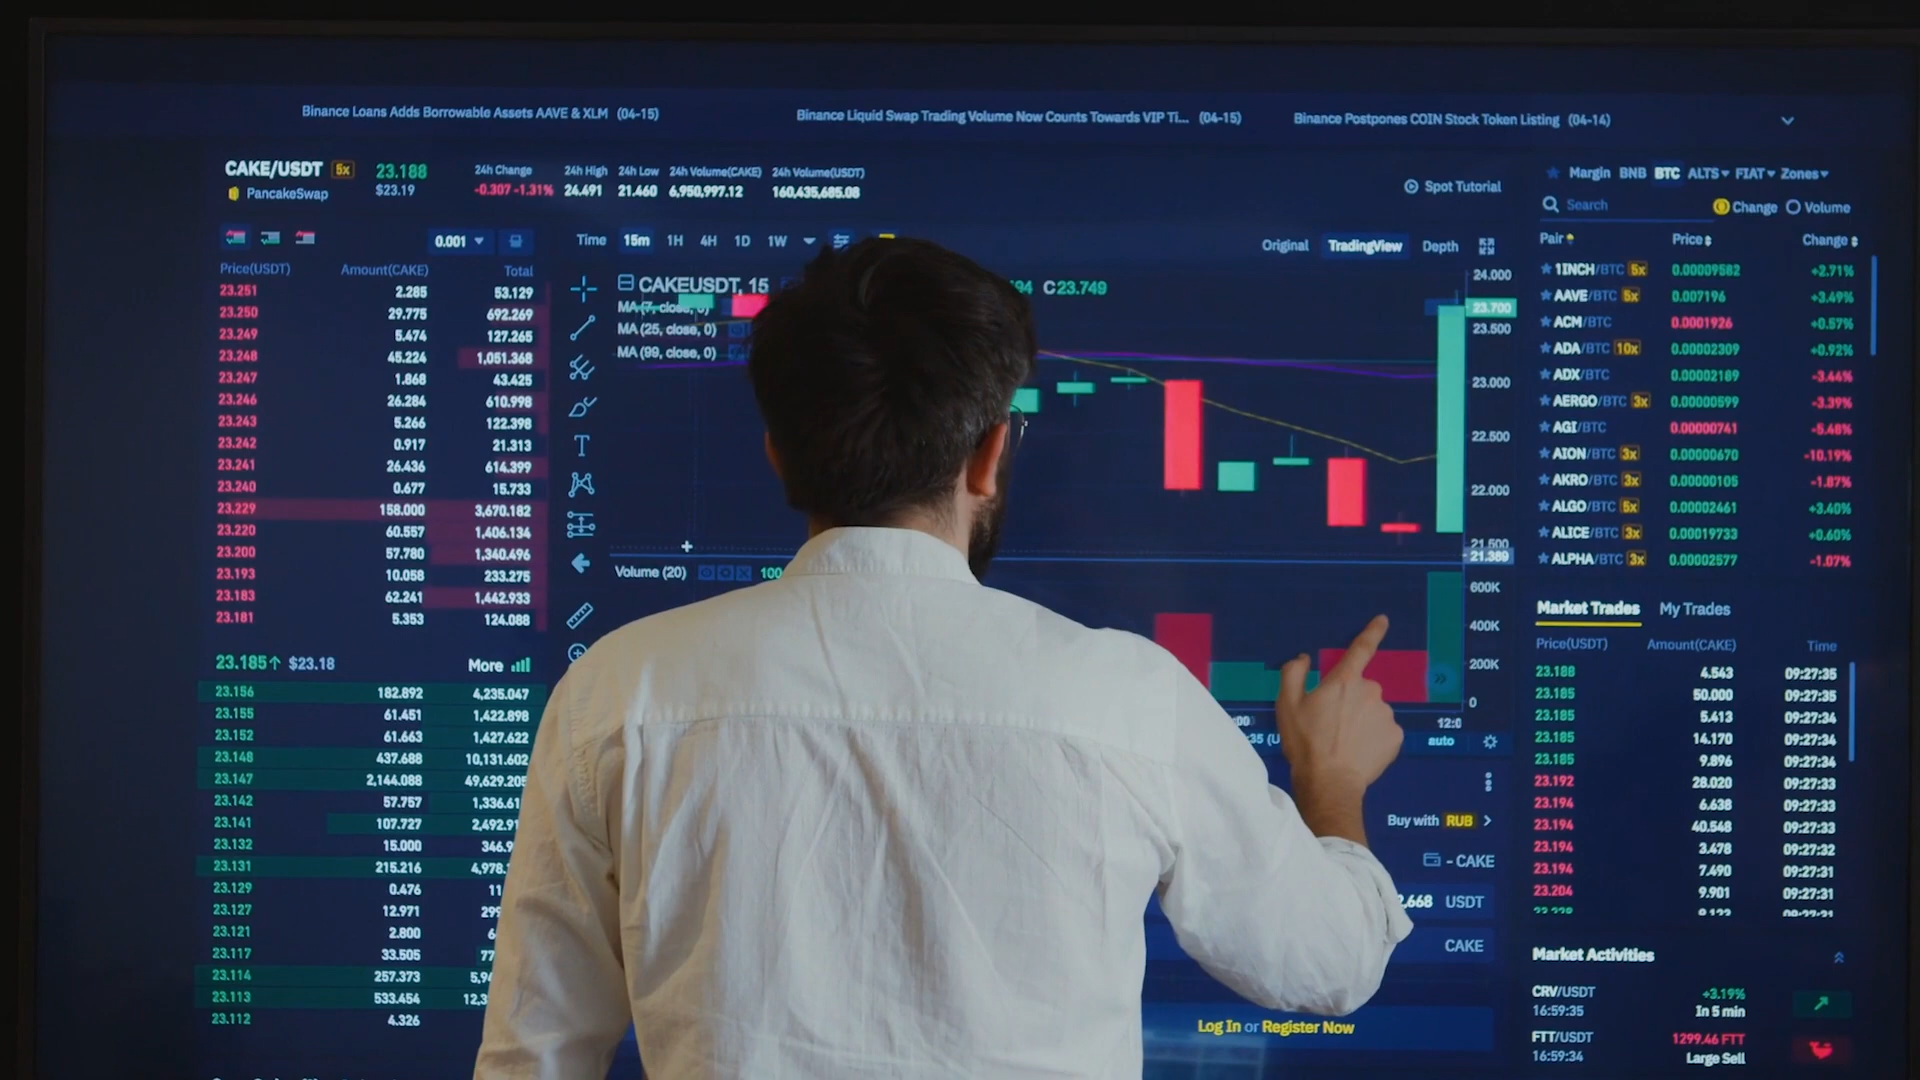 Binance Loans Adds Borrowable Assets AAVE & XLM (04-15)
Binance Liquid Swap Trading Volume Now Counts Towards VIP Ti... (04-15)
Binance Postpones COIN Stock Token Listing (04-14)
CAKE/USDT 5x 23.188
PancakeSwap $23.19
24h Change 24h High 24h Low 24h Volume(CAKE) 24h Volume(USDT)
-0.307 -1.31% 24.491 21.460 6,950,997.12 160,435,685.08
Spot Tutorial
0.001
Price(USDT) Amount(CAKE) Total
23.251 2.285 53.129
23.250 29.775 692.269
23.249 5.474 127.265
23.248 45.224 1,051.368
23.247 1.868 43.425
23.246 26.284 610.998
23.243 5.266 122.398
23.242 0.917 21.313
23.241 26.436 614.399
23.240 0.677 15.733
23.229 158.000 3,670.182
23.220 60.557 1,406.134
23.200 57.780 1,340.496
23.193 10.058 233.275
23.183 62.241 1,442.933
23.181 5.353 124.088
23.185↑ $23.18 More
23.156 182.892 4,235.047
23.155 61.451 1,422.898
23.152 61.663 1,427.622
23.148 437.688 10,131.602
23.147 2,144.088 49,629.205
23.142 57.757 1,336.61
23.141 107.727 2,492.91
23.132 15.000 346.9
23.131 215.216 4,978.
23.129 0.476 11
23.127 12.971 299
23.121 2.800 6
23.117 33.505 77
23.114 257.373 5,94
23.113 533.454 12,3
23.112 4.326
Time 15m 1H 4H 1D 1W
Original TradingView Depth
CAKEUSDT, 15
94 C23.749
MA (7, close, 0)
MA (25, close, 0)
MA (99, close, 0)
24.000
23.700
23.500
23.000
22.500
22.000
21.500
21.389
Volume (20) 100
600K
400K
200K
0
:00 12:0
35 (U auto
Buy with RUB
- CAKE
2,668 USDT
CAKE
Log In or Register Now
Margin BNB BTC ALTS FIAT Zones
Search Change Volume
Pair Price Change
1INCH/BTC 5x 0.00009582 +2.71%
AAVE/BTC 5x 0.007196 +3.49%
ACM/BTC 0.0001926 +0.57%
ADA/BTC 10x 0.00002309 +0.92%
ADX/BTC 0.00002189 -3.44%
AERGO/BTC 3x 0.00000599 -3.39%
AGI/BTC 0.00000741 -5.48%
AION/BTC 3x 0.00000670 -10.19%
AKRO/BTC 3x 0.00000105 -1.87%
ALGO/BTC 5x 0.00002461 +3.40%
ALICE/BTC 3x 0.00019733 +0.60%
ALPHA/BTC 3x 0.00002577 -1.07%
Market Trades My Trades
Price(USDT) Amount(CAKE) Time
23.188 4.543 09:27:35
23.185 50.000 09:27:35
23.185 5.413 09:27:34
23.185 14.170 09:27:34
23.185 9.896 09:27:34
23.192 28.020 09:27:33
23.194 6.638 09:27:33
23.194 40.548 09:27:33
23.194 3.478 09:27:32
23.194 7.490 09:27:31
23.204 9.901 09:27:31
Market Activities
CRV/USDT +3.19%
16:59:35 In 5 min
FTT/USDT 1299.46 FTT
16:59:34 Large Sell